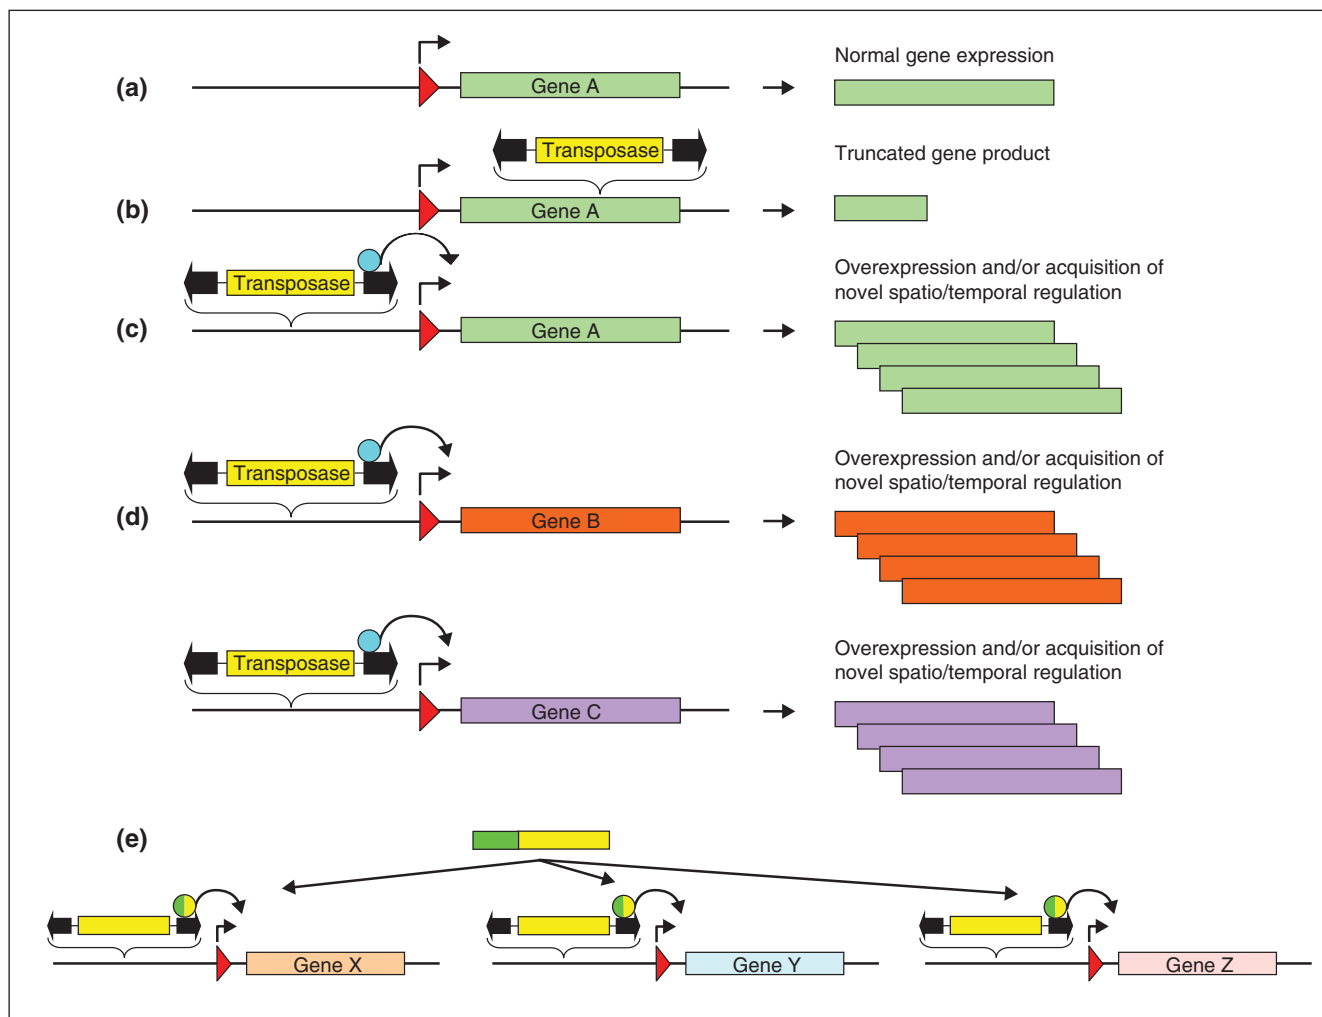 Normal gene expression
(a)
Gene A
Transposase
Truncated gene product
(b)
Gene A
Transposase
Overexpression and/or acquisition of
novel spatio/temporal regulation
(c)
Gene A
Transposase
Overexpression and/or acquisition of
novel spatio/temporal regulation
(d)
Gene B
Transposase
Overexpression and/or acquisition of
novel spatio/temporal regulation
Gene C
(e)
Gene X
Gene Y
Gene Z